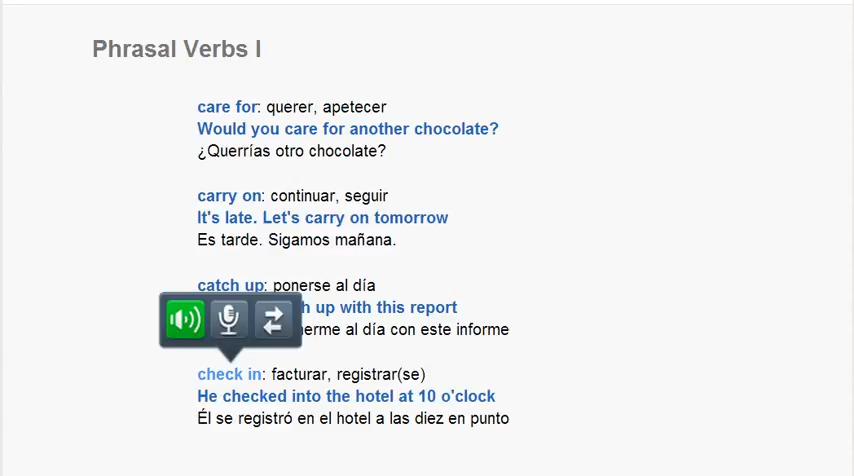 Phrasal Verbs I
care for: querer, apetecer
Would you care for another chocolate?
¿Querrías otro chocolate?
carry on: continuar, seguir
It's late. Let's carry on tomorrow
Es tarde. Sigamos mañana.
catch up: ponerse al día
up with this report
al día con este informe
check in: facturar, registrar(se)
He checked into the hotel at 10 o'clock
Él se registró en el hotel a las diez en punto